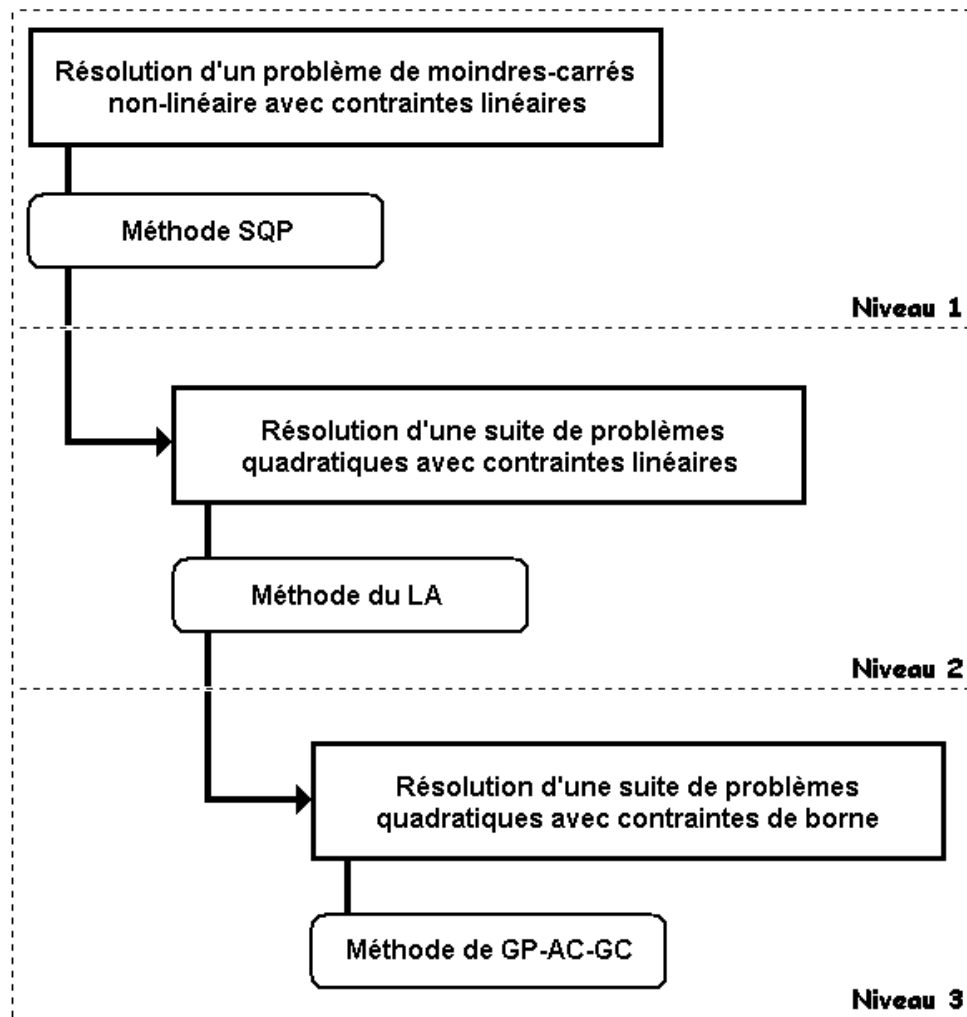 Résolution d'un problème de moindres-carrés
non-linéaire avec contraintes linéaires
Méthode SQP
Niveau 1
Résolution d'une suite de problèmes
quadratiques avec contraintes linéaires
Méthode du LA
Niveau 2
Résolution d'une suite de problèmes
quadratiques avec contraintes de borne
Méthode de GP-AC-GC
Niveau 3